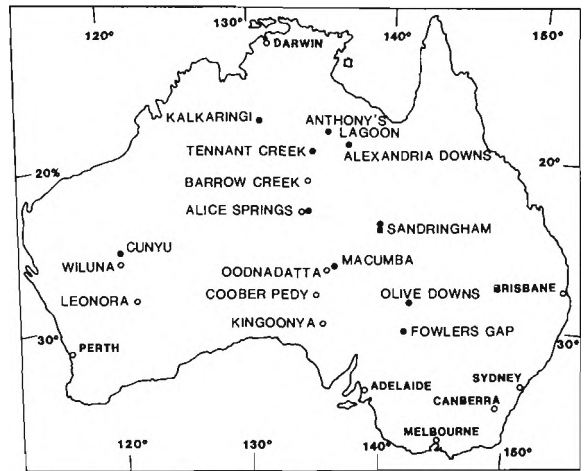 120° 130° 140° 150°
DARWIN
KALKARINGI
ANTHONY'S
LAGOON
TENNANT CREEK
ALEXANDRIA DOWNS
20% 20°
BARROW CREEK
ALICE SPRINGS
SANDRINGHAM
CUNYU
WILUNA
MACUMBA
OODNADATTA
BRISBANE
LEONORA
COOBER PEDY
OLIVE DOWNS
KINGOONYA
FOWLERS GAP
30° 30°
PERTH
SYDNEY
ADELAIDE
CANBERRA
MELBOURNE
120° 130° 140° 150°